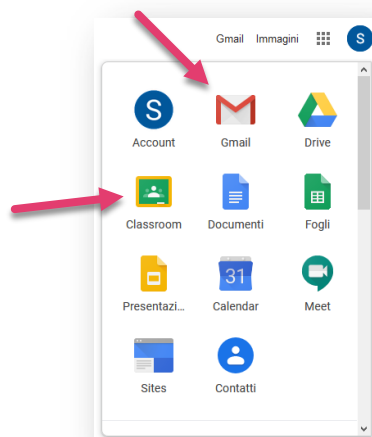 Gmail Immagini S
S
Account Gmail Drive
Classroom Documenti Fogli
31
Presentazi... Calendar Meet
Sites Contatti